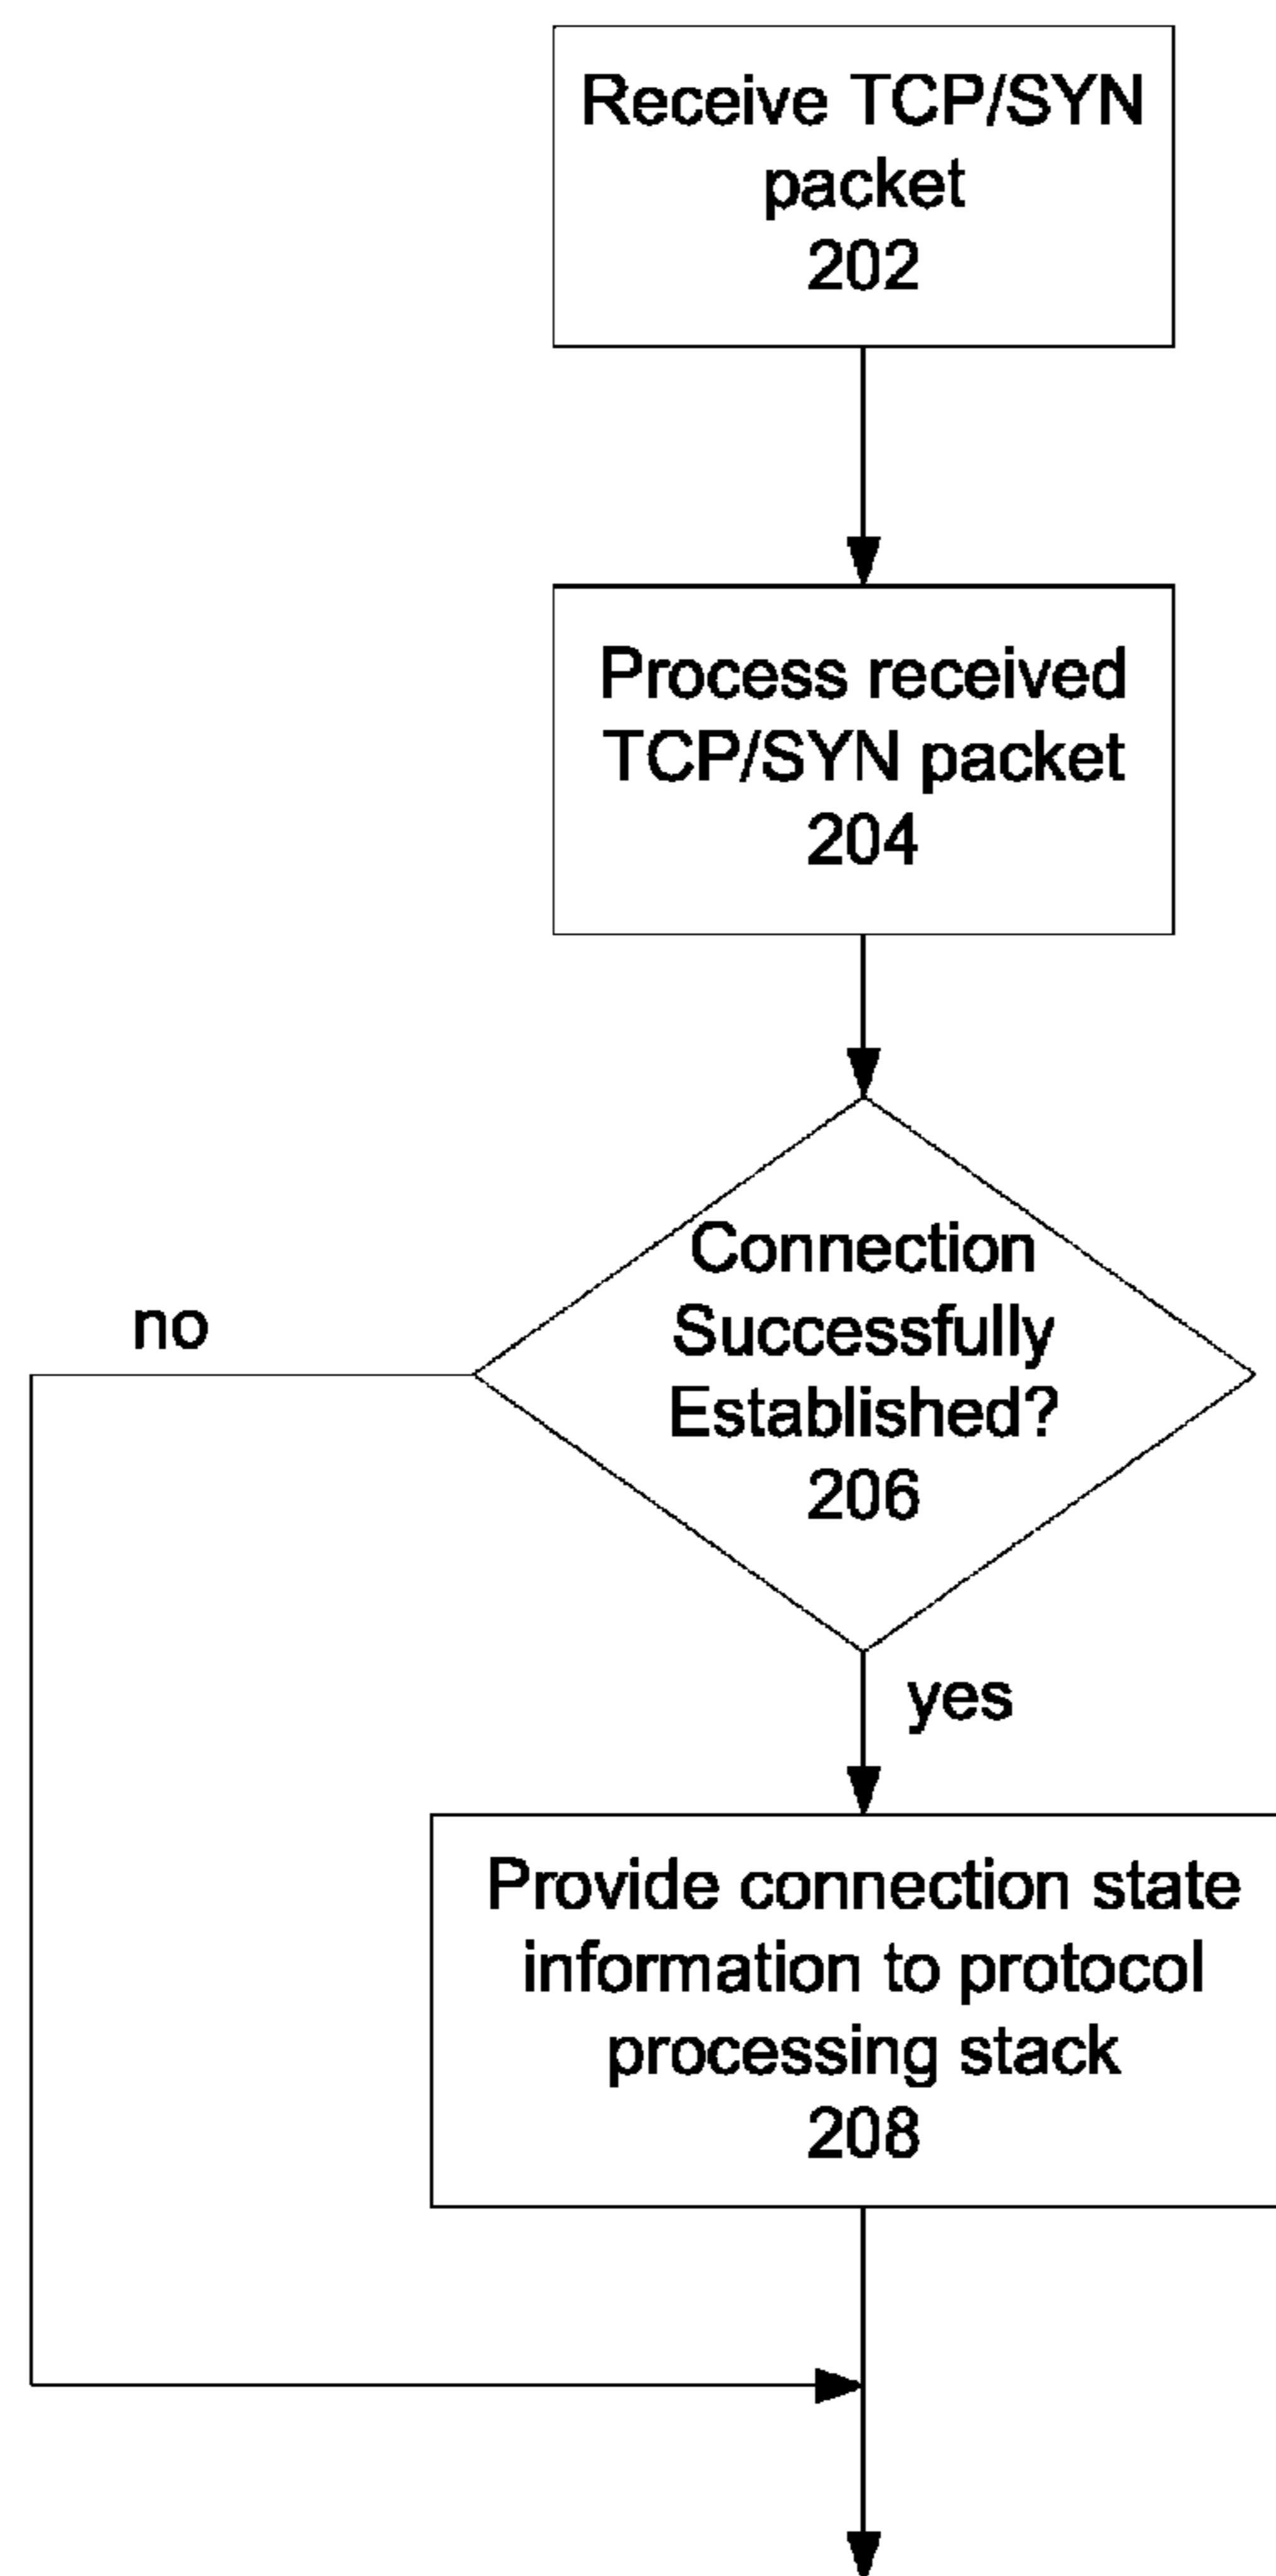 Receive TCP/SYN
packet
202
Process received
TCP/SYN packet
204
Connection
Successfully
Established?
206
no
yes
Provide connection state
information to protocol
processing stack
208